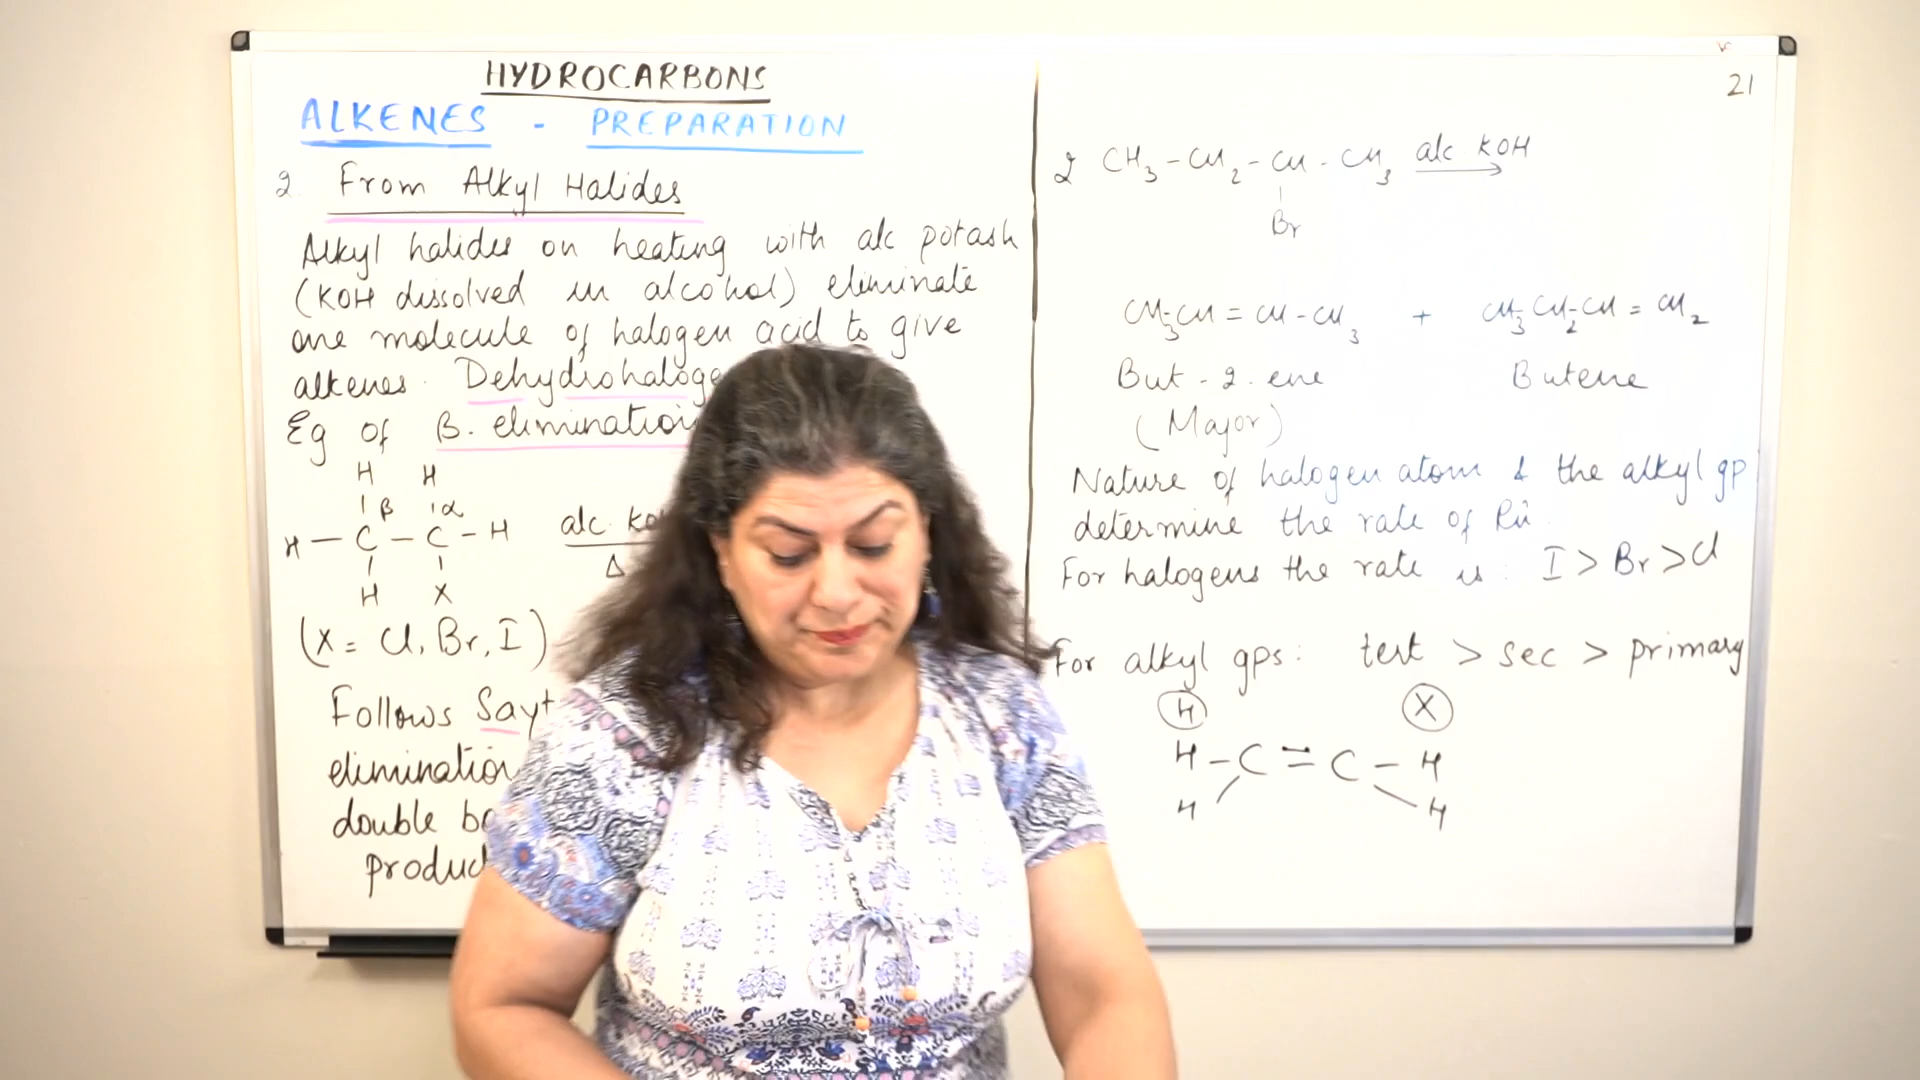 HYDROCARBONS
ALKENES - PREPARATION
2. From Alkyl Halides
Alkyl halides on heating with alc potash
(KOH dissolved in alcohol) eliminate
one molecule of halogen acid to give
alkenes. Dehydrohaloge
Eg of β. elimination
H H
β α
H - C - C - H alc. KO
Δ
H X
(X = Cl, Br, I)
Follows Sayt
elimination
double bo
produc
21
2 CH3 - CH2 - CH - CH3 alc KOH
Br
CH3-CH = CH - CH3 + CH3-CH2-CH = CH2
But - 2. ene Butene
(Major)
Nature of halogen atom & the alkyl gp
determine the rate of Rn
For halogens the rate is: I > Br > Cl
For alkyl gps: tert > sec > primary
H X
H - C = C - H
H H